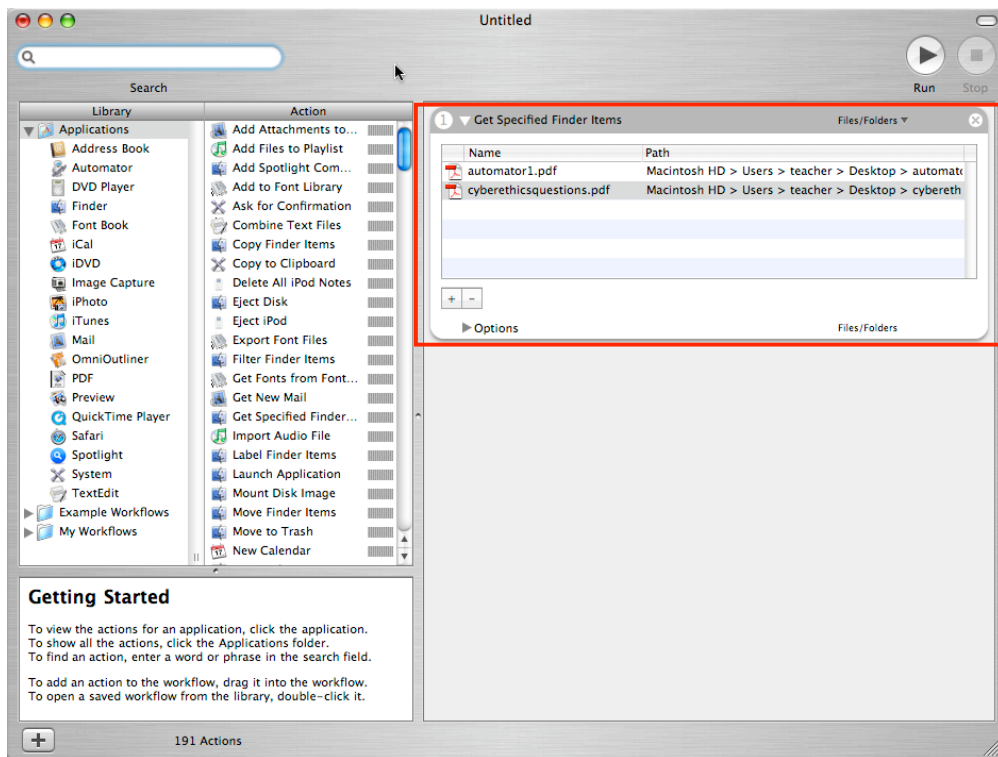 Untitled
Search
Run
Stop
Library
Action
Applications
Address Book
Automator
DVD Player
Finder
Font Book
iCal
iDVD
Image Capture
iPhoto
iTunes
Mail
OmniOutliner
PDF
Preview
QuickTime Player
Safari
Spotlight
System
TextEdit
Example Workflows
My Workflows
Add Attachments to...
Add Files to Playlist
Add Spotlight Com...
Add to Font Library
Ask for Confirmation
Combine Text Files
Copy Finder Items
Copy to Clipboard
Delete All iPod Notes
Eject Disk
Eject iPod
Export Font Files
Filter Finder Items
Get Fonts from Font...
Get New Mail
Get Specified Finder...
Import Audio File
Label Finder Items
Launch Application
Mount Disk Image
Move Finder Items
Move to Trash
New Calendar
1 Get Specified Finder Items Files/Folders
Name Path
automator1.pdf Macintosh HD > Users > teacher > Desktop > automato
cyberethicsquestions.pdf Macintosh HD > Users > teacher > Desktop > cybereth
+ -
Options Files/Folders
Getting Started
To view the actions for an application, click the application.
To show all the actions, click the Applications folder.
To find an action, enter a word or phrase in the search field.
To add an action to the workflow, drag it into the workflow.
To open a saved workflow from the library, double-click it.
191 Actions